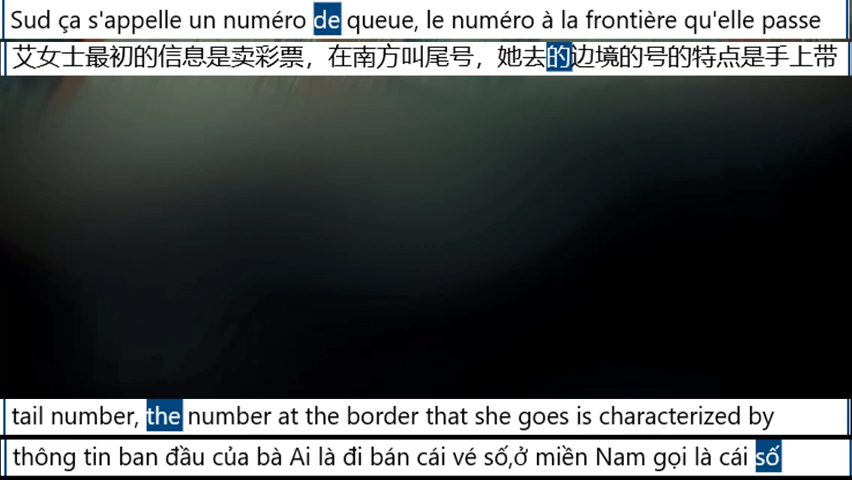 Sud ça s'appelle un numéro de queue, le numéro à la frontière qu'elle passe
艾女士最初的信息是卖彩票，在南方叫尾号，她去的边境的号的特点是手上带
tail number, the number at the border that she goes is characterized by
thông tin ban đầu của bà Ai là đi bán cái vé số,ở miền Nam gọi là cái số